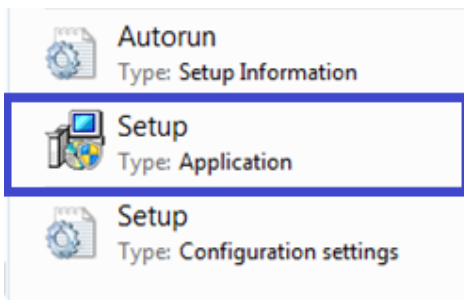 Autorun
Type: Setup Information
Setup
Type: Application
Setup
Type: Configuration settings